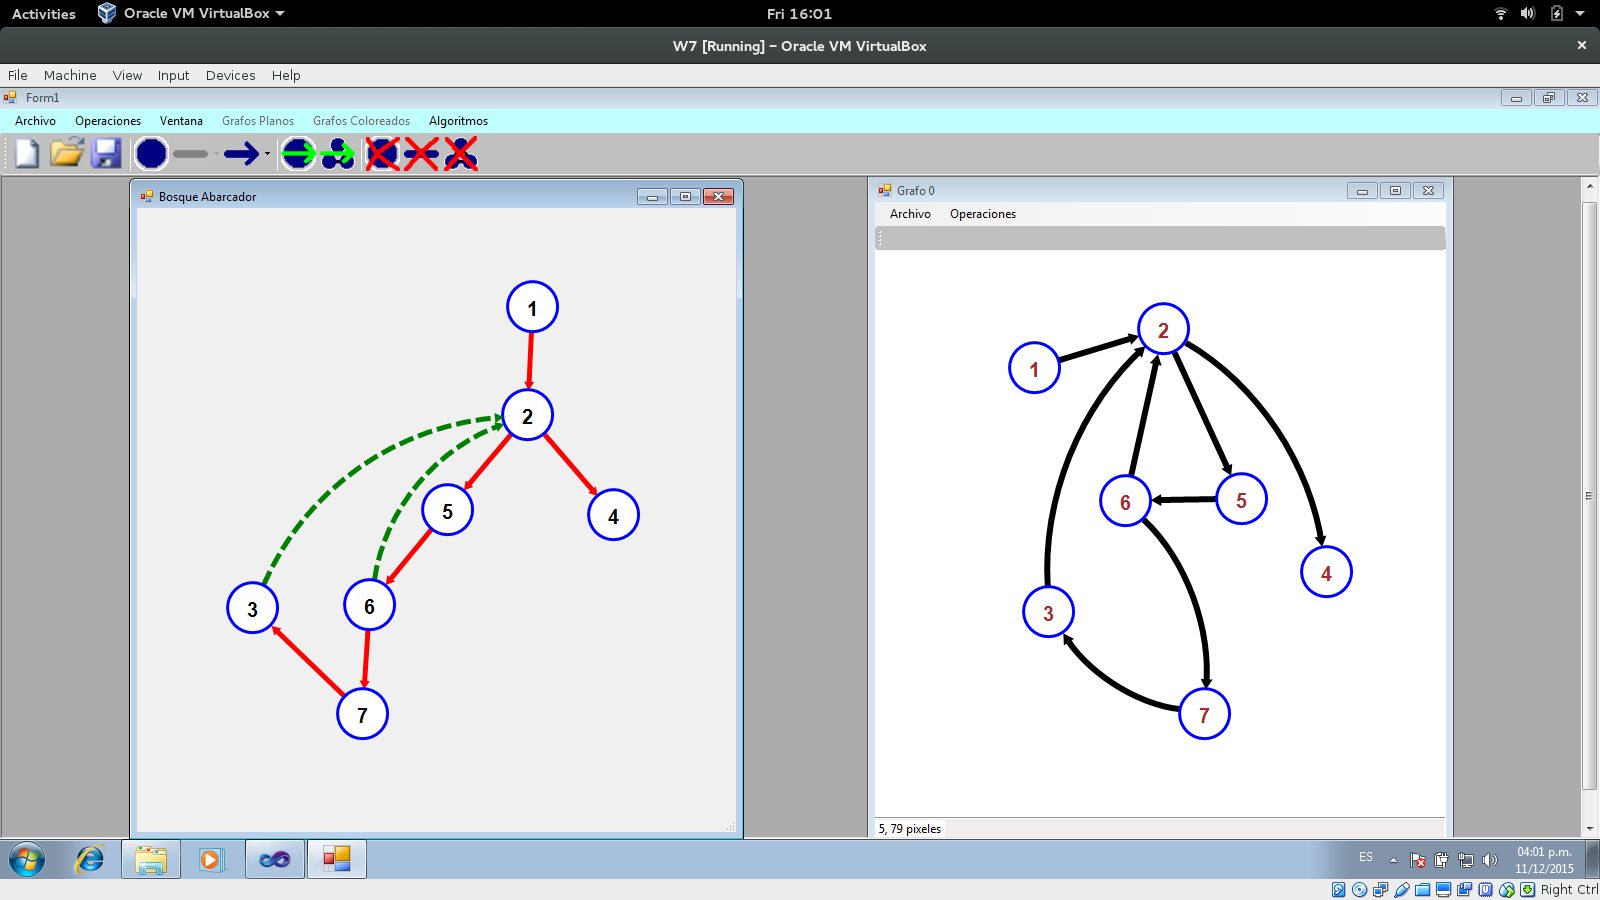 Activities Oracle VM VirtualBox Fri 16:01
W7 [Running] – Oracle VM VirtualBox
File Machine View Input Devices Help
Form1
Archivo Operaciones Ventana Grafos Planos Grafos Coloreados Algoritmos
Bosque Abarcador
1
2
5
4
3
6
7
Grafo 0
Archivo Operaciones
2
1
6
5
4
3
7
5, 79 pixeles
ES
04:01 p.m.
11/12/2015
Right Ctrl